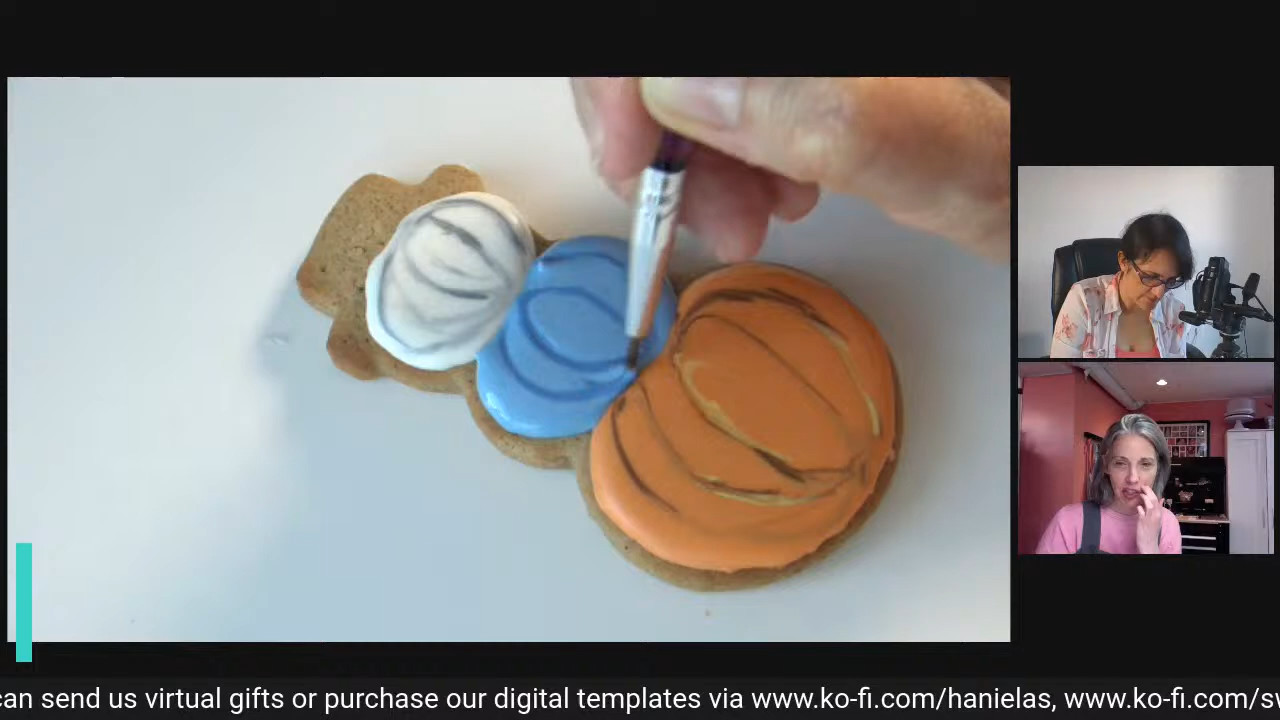 can send us virtual gifts or purchase our digital templates via www.ko-fi.com/hanielas, www.ko-fi.com/sw